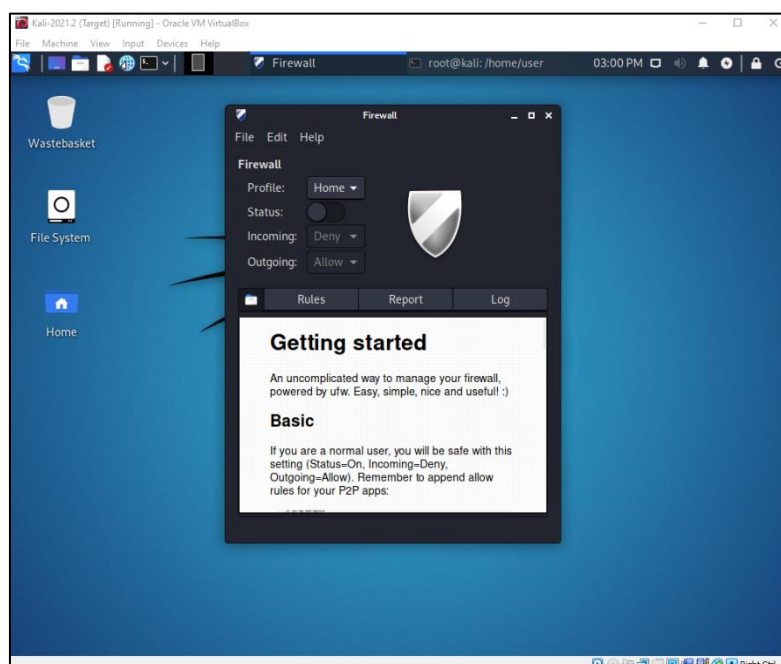 Kali-2021.2 (Target) [Running] - Oracle VM VirtualBox
File Machine View Input Devices Help
Firewall root@kali: /home/user 03:00 PM
Wastebasket
File System
Home
Firewall
File Edit Help
Firewall
Profile: Home
Status:
Incoming: Deny
Outgoing: Allow
Rules Report Log
Getting started
An uncomplicated way to manage your firewall,
powered by ufw. Easy, simple, nice and useful! :)
Basic
If you are a normal user, you will be safe with this
setting (Status=On, Incoming=Deny,
Outgoing=Allow). Remember to append allow
rules for your P2P apps: